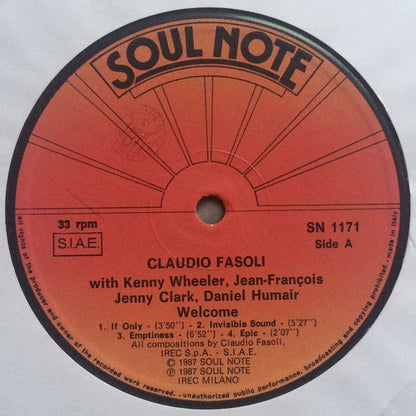 SOUL NOTE
33 rpm
S.I.A.E.
SN 1171
Side A
CLAUDIO FASOLI
with Kenny Wheeler, Jean-François
Jenny Clark, Daniel Humair
Welcome
1. If Only - (3'50'') - 2. Invisible Sound - (5'27'')
3. Emptiness - (6'52'') - 4. Epic - (2'07'')
All compositions by Claudio Fasoli,
IREC S.p.A. - S.I.A.E.
© 1987 SOUL NOTE
℗ 1987 SOUL NOTE
IREC MILANO
all rights of the producer and owner of the recorded work reserved. - unauthorized public performance, broadcasting and copying prohibited - made in Italy